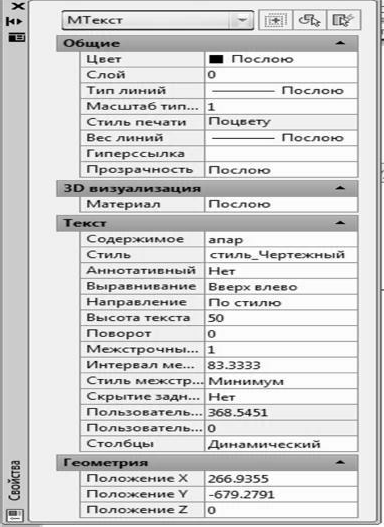 МТекст
Общие
Цвет Послою
Слой 0
Тип линий Послою
Масштаб тип... 1
Стиль печати Поцвету
Вес линий Послою
Гиперссылка
Прозрачность Послою
3D визуализация
Материал Послою
Текст
Содержимое апар
Стиль стиль_Чертежный
Аннотативный Нет
Выравнивание Вверх влево
Направление По стилю
Высота текста 50
Поворот 0
Межстрочны... 1
Интервал ме... 83.3333
Стиль межстр... Минимум
Скрытие задн... Нет
Пользователь... 368.5451
Пользователь... 0
Столбцы Динамический
Геометрия
Положение X 266.9355
Положение Y -679.2791
Положение Z 0
Свойства